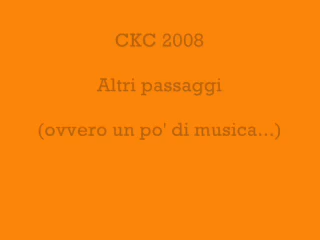 CKC 2008
Altri passaggi
(ovvero un po' di musica...)